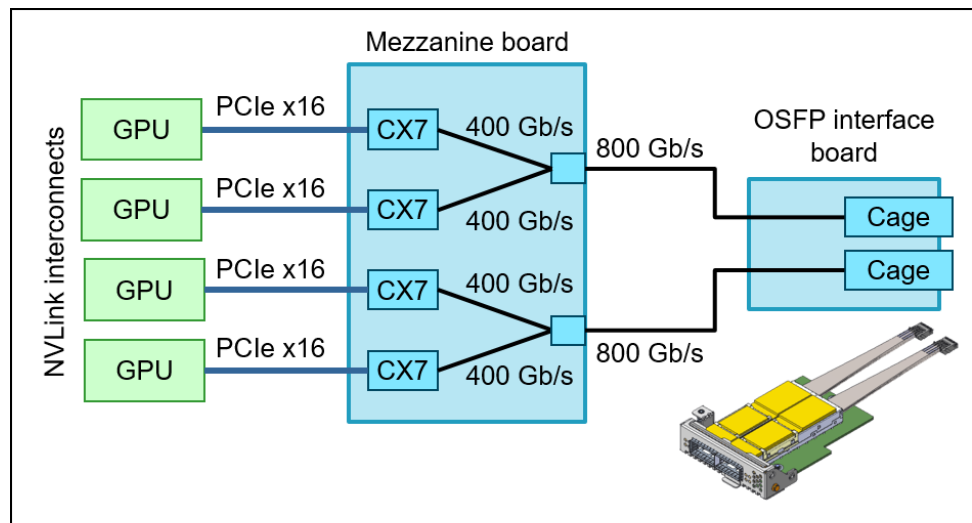 Mezzanine board
OSFP interface
board
NVLink interconnects
GPU
PCIe x16
CX7
400 Gb/s
800 Gb/s
GPU
PCIe x16
CX7
400 Gb/s
Cage
GPU
PCIe x16
CX7
400 Gb/s
Cage
GPU
PCIe x16
CX7
400 Gb/s
800 Gb/s